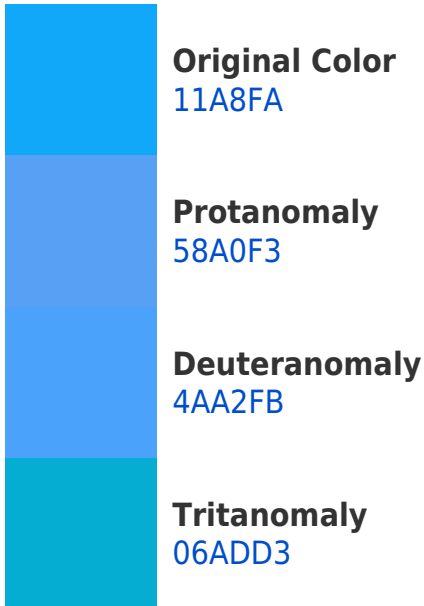 Original Color
11A8FA
Protanomaly
58A0F3
Deuteranomaly
4AA2FB
Tritanomaly
06ADD3